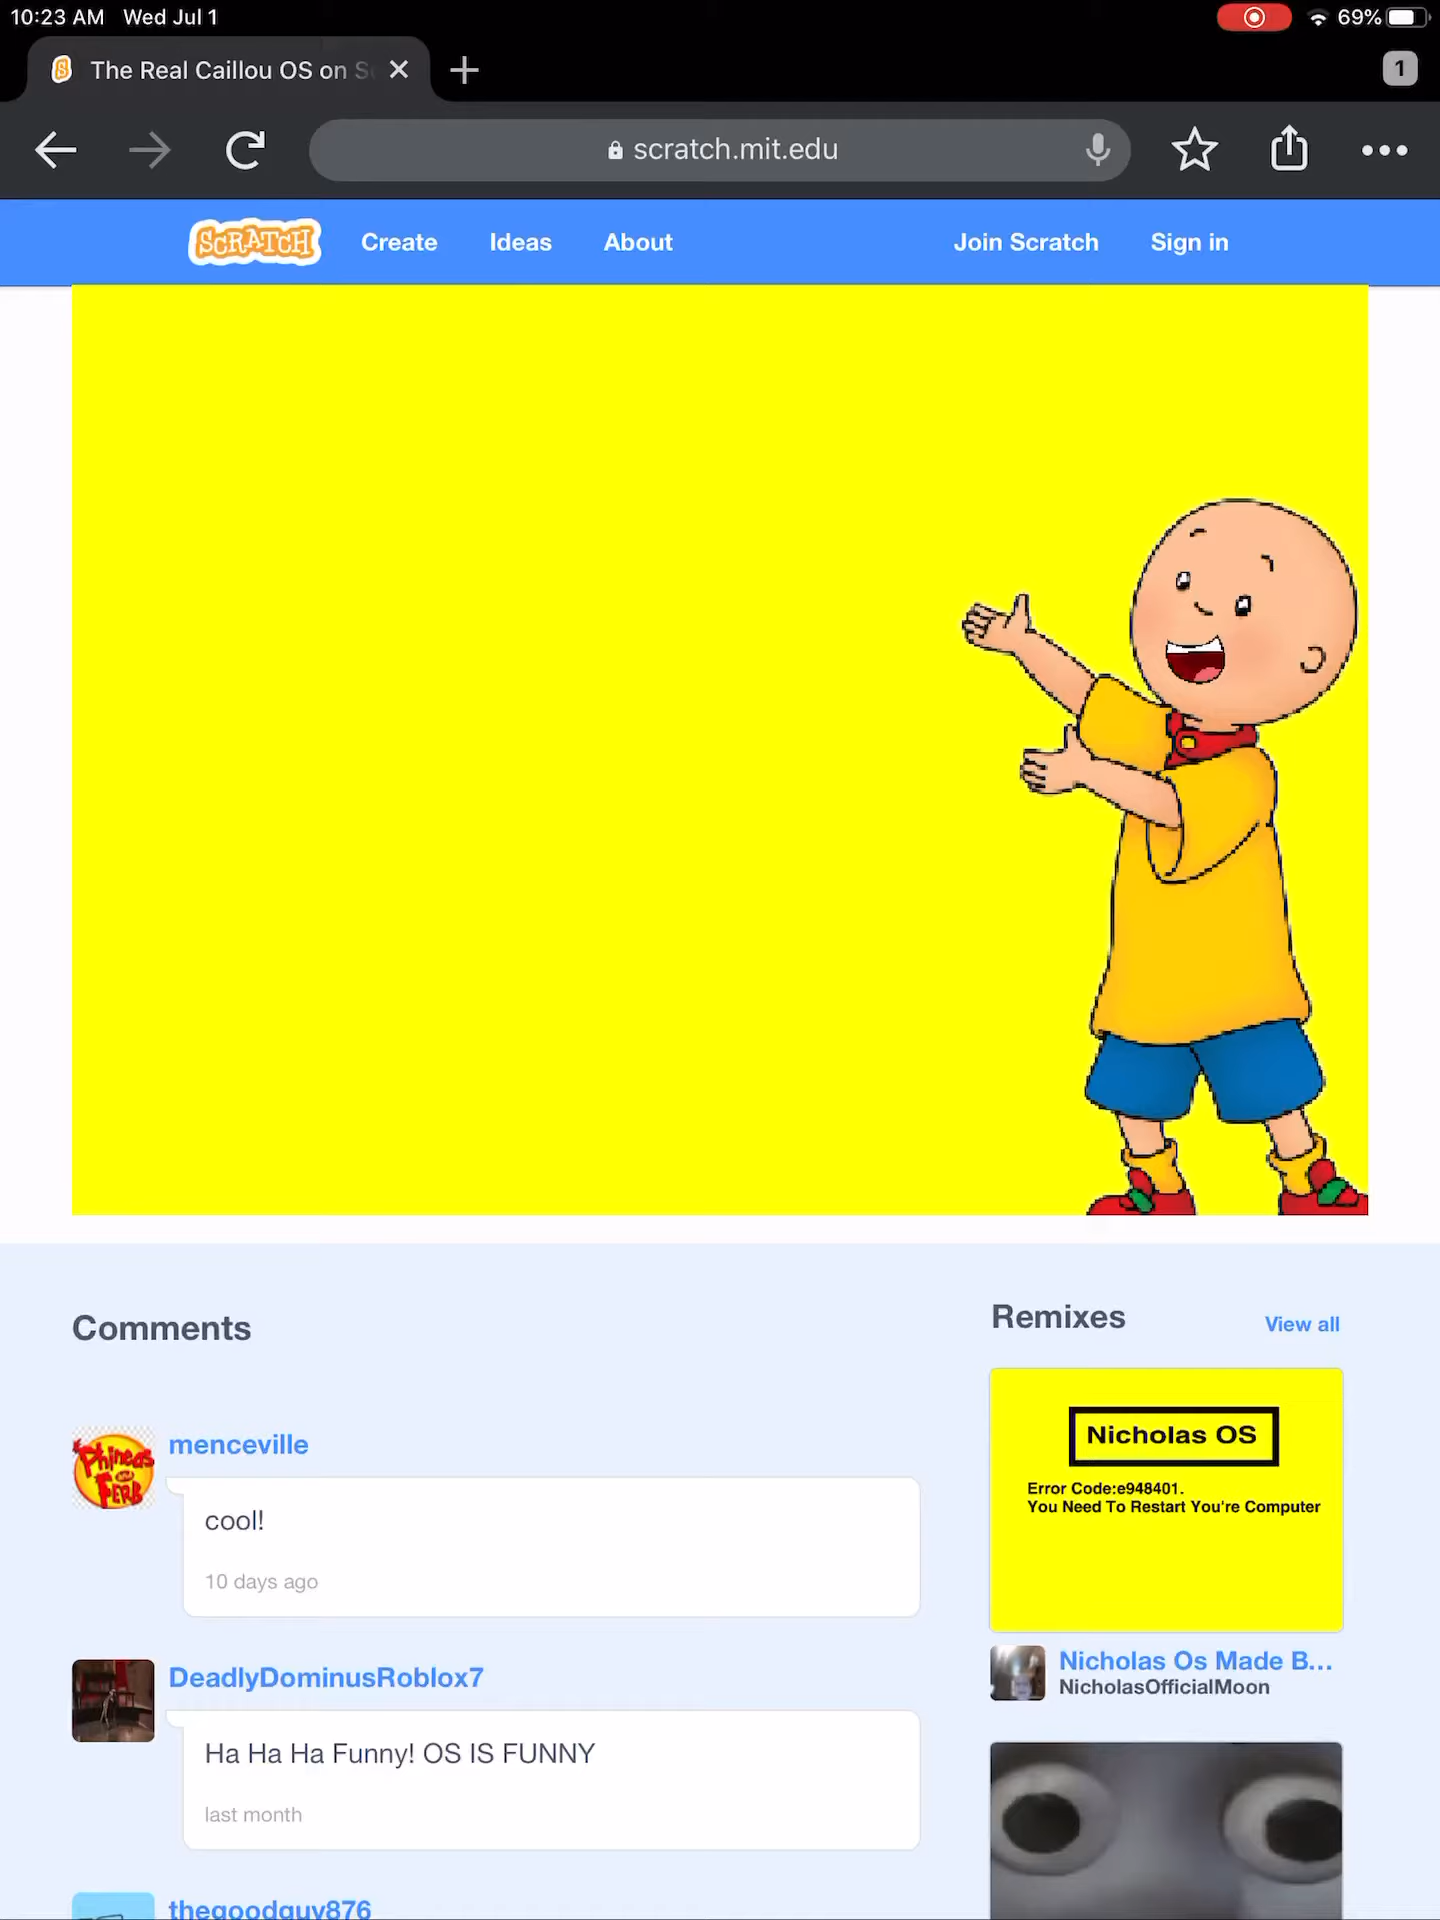 10:23 AM Wed Jul 1
69%
The Real Caillou OS on S
1
scratch.mit.edu
SCRATCH
Create
Ideas
About
Join Scratch
Sign in
Comments
Remixes
View all
menceville
cool!
10 days ago
Phineas and Ferb
DeadlyDominusRoblox7
Ha Ha Ha Funny! OS IS FUNNY
last month
thegoodguy876
Nicholas OS
Error Code:e948401.
You Need To Restart You're Computer
Nicholas Os Made B...
NicholasOfficialMoon